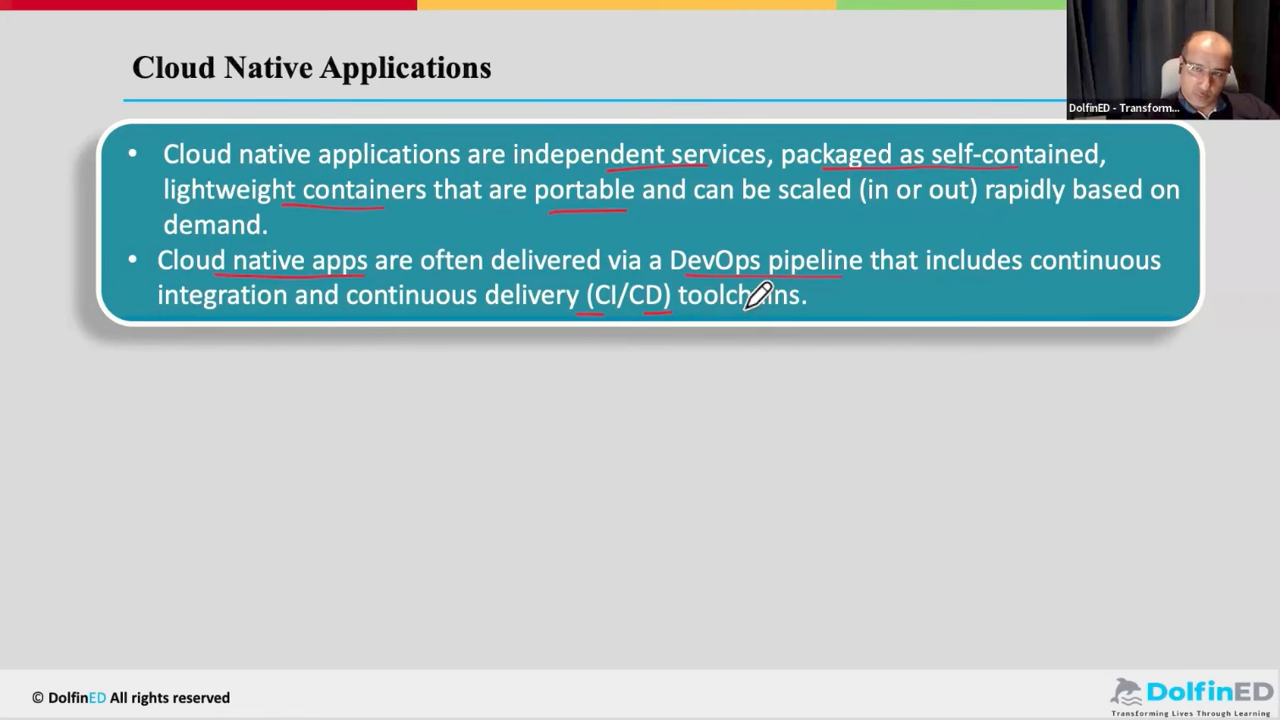 Cloud Native Applications
DolfinED - Transform...
• Cloud native applications are independent services, packaged as self-contained,
lightweight containers that are portable and can be scaled (in or out) rapidly based on
demand.
• Cloud native apps are often delivered via a DevOps pipeline that includes continuous
integration and continuous delivery (CI/CD) toolchains.
© DolfinED All rights reserved
DolfinED
Transforming Lives Through Learning